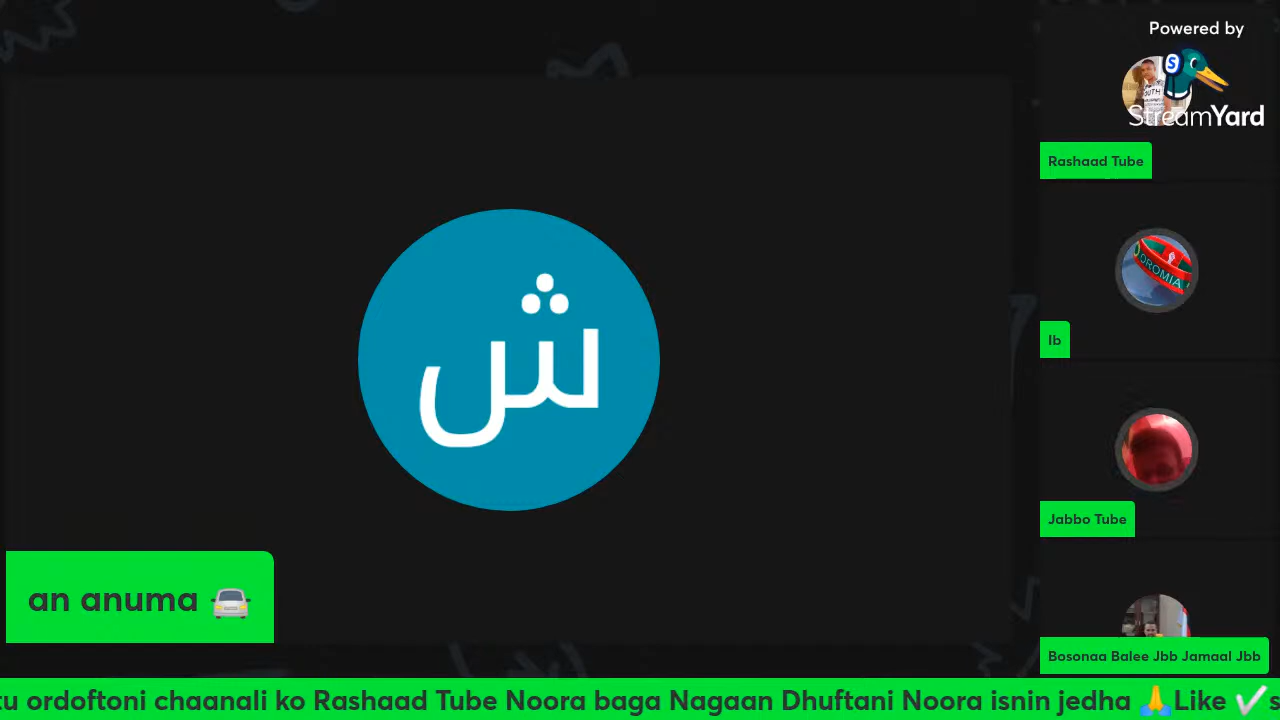 Powered by
StreamYard
Rashaad Tube
OROMIA
Ib
Jabbo Tube
ش
an anuma 🚘
Bosonaa Balee Jbb Jamaal Jbb
tu ordoftoni chaanali ko Rashaad Tube Noora baga Nagaan Dhuftani Noora isnin jedha 🙏Like ✅s